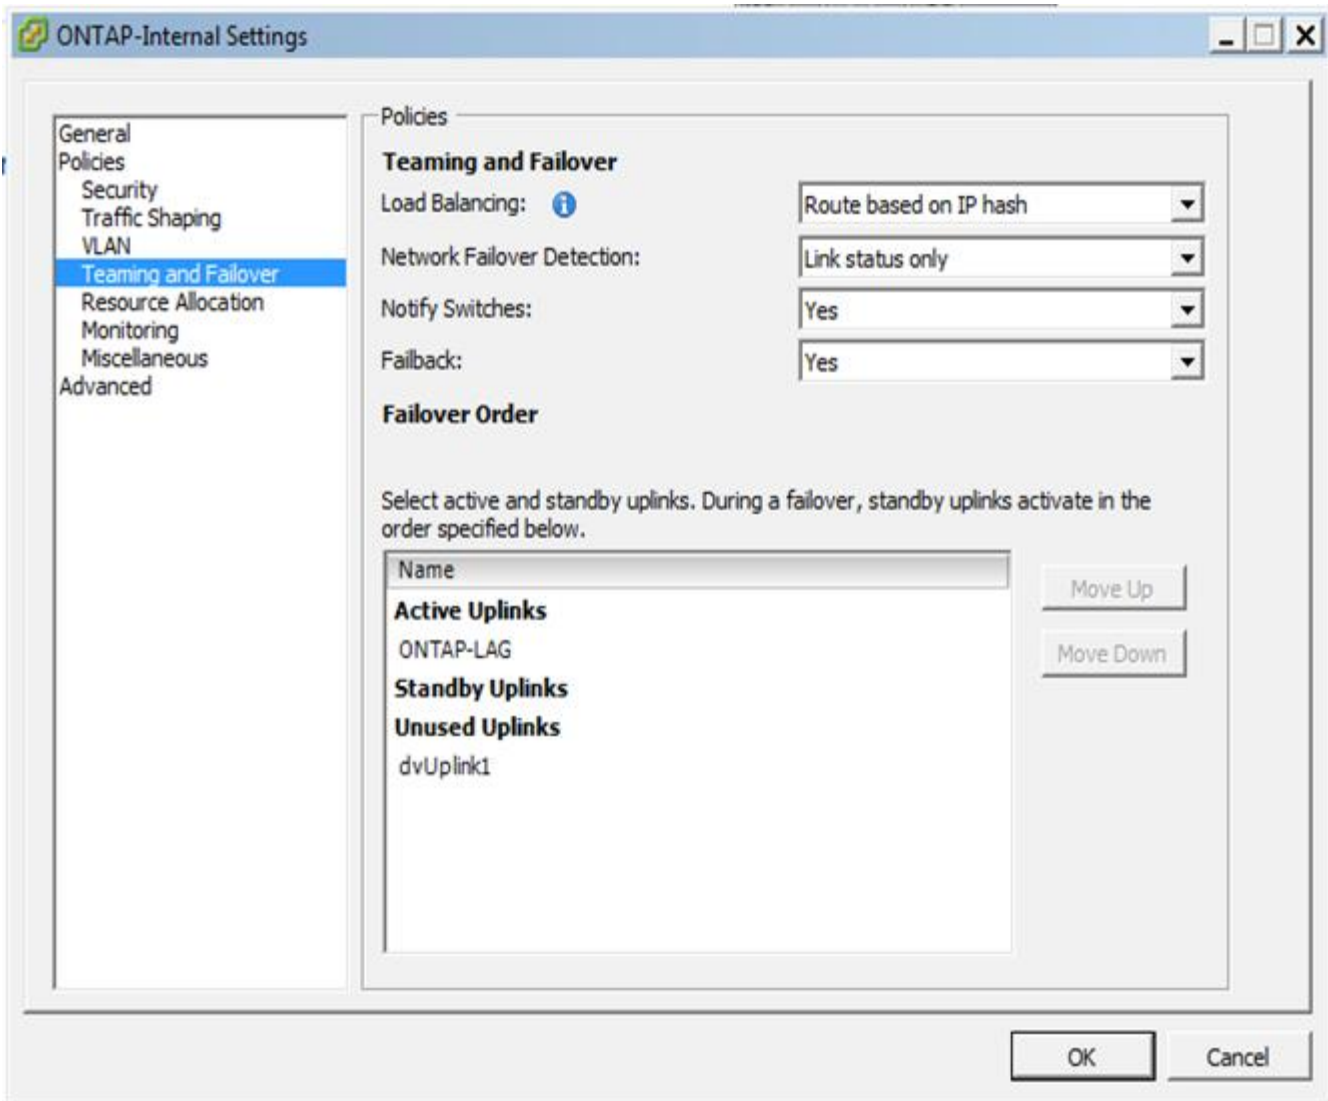 ONTAP-Internal Settings
General
Policies
Security
Traffic Shaping
VLAN
Teaming and Failover
Resource Allocation
Monitoring
Miscellaneous
Advanced
Policies
Teaming and Failover
Load Balancing:
Route based on IP hash
Network Failover Detection:
Link status only
Notify Switches:
Yes
Failback:
Yes
Failover Order
Select active and standby uplinks. During a failover, standby uplinks activate in the
order specified below.
Name
Active Uplinks
ONTAP-LAG
Standby Uplinks
Unused Uplinks
dvUplink1
Move Up
Move Down
OK
Cancel